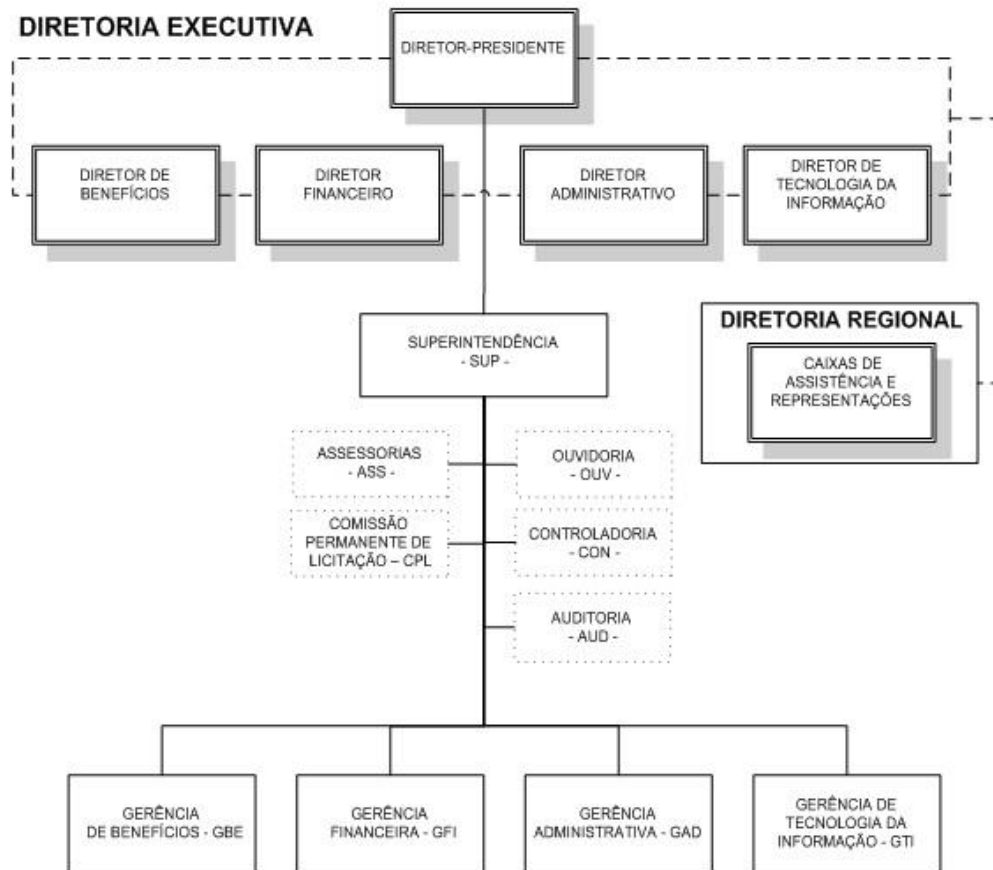 DIRETORIA EXECUTIVA
DIRETOR-PRESIDENTE
DIRETOR DE
BENEFÍCIOS
DIRETOR
FINANCEIRO
DIRETOR
ADMINISTRATIVO
DIRETOR DE
TECNOLOGIA DA
INFORMAÇÃO
SUPERINTENDÊNCIA
- SUP -
DIRETORIA REGIONAL
CAIXAS DE
ASSISTÊNCIA E
REPRESENTAÇÕES
ASSESSORIAS
- ASS -
OUVIDORIA
- OUV -
COMISSÃO
PERMANENTE DE
LICITAÇÃO – CPL
CONTROLADORIA
- CON -
AUDITORIA
- AUD -
GERÊNCIA
DE BENEFÍCIOS - GBE
GERÊNCIA
FINANCEIRA - GFI
GERÊNCIA
ADMINISTRATIVA - GAD
GERÊNCIA DE
TECNOLOGIA DA
INFORMAÇÃO - GTI